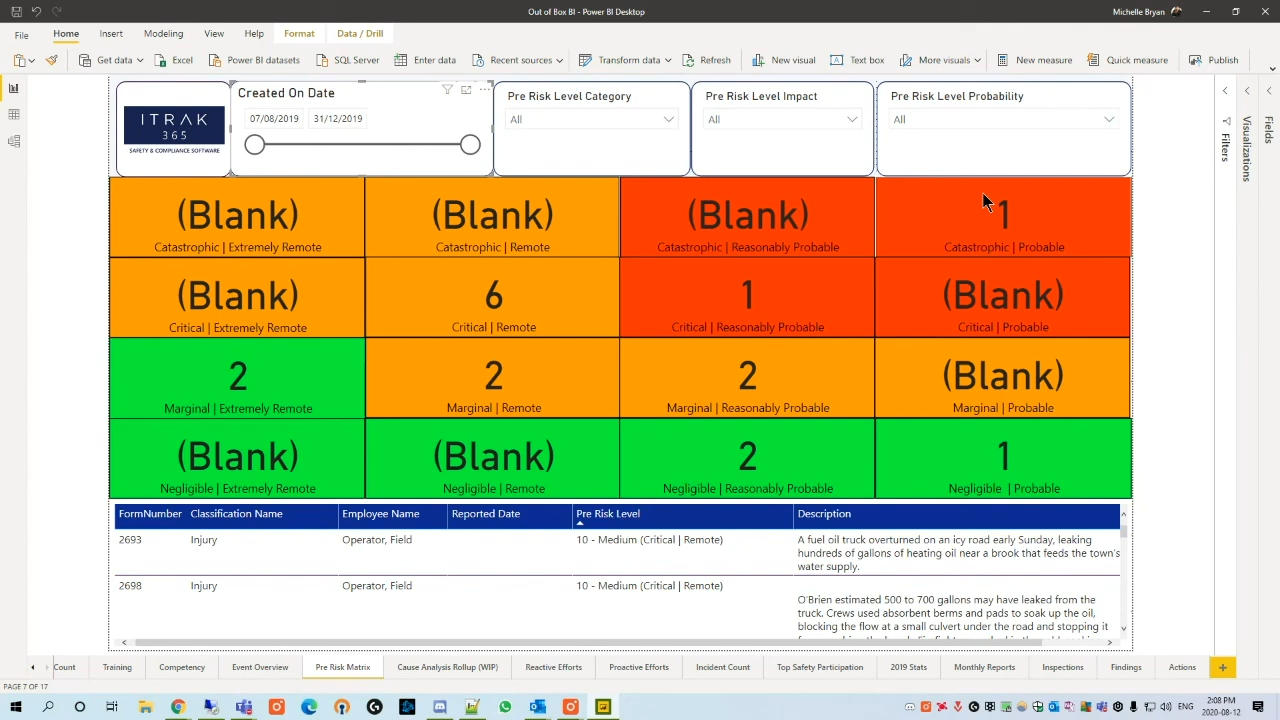 Out of Box BI - Power BI Desktop
Michelle Bryan
File Home Insert Modeling View Help Format Data / Drill
Get data Excel Power BI datasets SQL Server Enter data Recent sources Transform data Refresh New visual Text box More visuals New measure Quick measure Publish
Created On Date
07/08/2019 31/12/2019
Pre Risk Level Category
All
Pre Risk Level Impact
All
Pre Risk Level Probability
All
ITRAK
365
SAFETY & COMPLIANCE SOFTWARE
Filters
Visualizations
Fields
(Blank) (Blank) (Blank) 1
Catastrophic | Extremely Remote Catastrophic | Remote Catastrophic | Reasonably Probable Catastrophic | Probable
(Blank) 6 1 (Blank)
Critical | Extremely Remote Critical | Remote Critical | Reasonably Probable Critical | Probable
2 2 2 (Blank)
Marginal | Extremely Remote Marginal | Remote Marginal | Reasonably Probable Marginal | Probable
(Blank) (Blank) 2 1
Negligible | Extremely Remote Negligible | Remote Negligible | Reasonably Probable Negligible | Probable
FormNumber Classification Name Employee Name Reported Date Pre Risk Level Description
2693 Injury Operator, Field 10 - Medium (Critical | Remote) A fuel oil truck overturned on an icy road early Sunday, leaking
hundreds of gallons of heating oil near a brook that feeds the town's
water supply.
2698 Injury Operator, Field 10 - Medium (Critical | Remote)
O'Brien estimated 500 to 700 gallons may have leaked from the
truck. Crews used absorbent berms and pads to soak up the oil,
blocking the flow at a small culvert under the road and stopping it
Count Training Competency Event Overview Pre Risk Matrix Cause Analysis Rollup (WIP) Reactive Efforts Proactive Efforts Incident Count Top Safety Participation 2019 Stats Monthly Reports Inspections Findings Actions
PAGE 7 OF 17
ENG
2:08 PM
2020-08-12